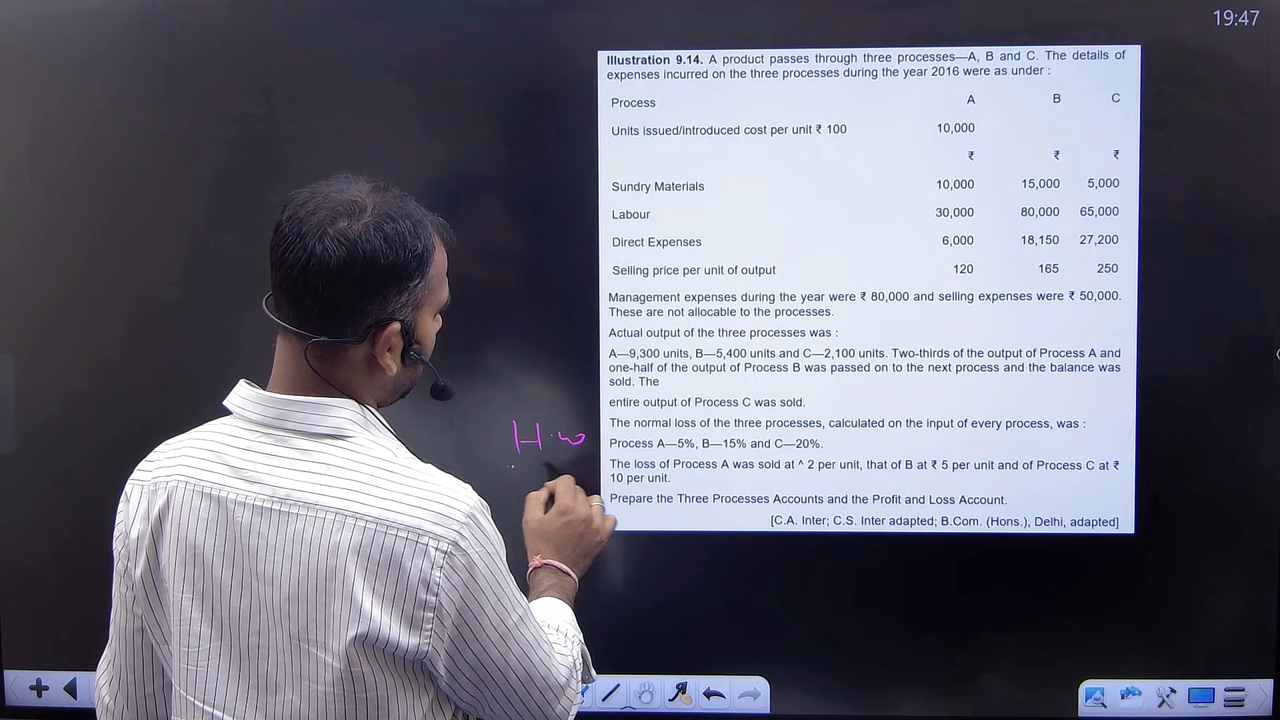 19:47
Illustration 9.14. A product passes through three processes—A, B and C. The details of
expenses incurred on the three processes during the year 2016 were as under :
Process A B C
Units issued/introduced cost per unit ₹ 100 10,000
₹ ₹ ₹
Sundry Materials 10,000 15,000 5,000
Labour 30,000 80,000 65,000
Direct Expenses 6,000 18,150 27,200
Selling price per unit of output 120 165 250
Management expenses during the year were ₹ 80,000 and selling expenses were ₹ 50,000.
These are not allocable to the processes.
Actual output of the three processes was :
A—9,300 units, B—5,400 units and C—2,100 units. Two-thirds of the output of Process A and
one-half of the output of Process B was passed on to the next process and the balance was
sold. The
entire output of Process C was sold.
The normal loss of the three processes, calculated on the input of every process, was :
Process A—5%, B—15% and C—20%.
The loss of Process A was sold at ^ 2 per unit, that of B at ₹ 5 per unit and of Process C at ₹
10 per unit.
Prepare the Three Processes Accounts and the Profit and Loss Account.
[C.A. Inter; C.S. Inter adapted; B.Com. (Hons.), Delhi, adapted]
H.w